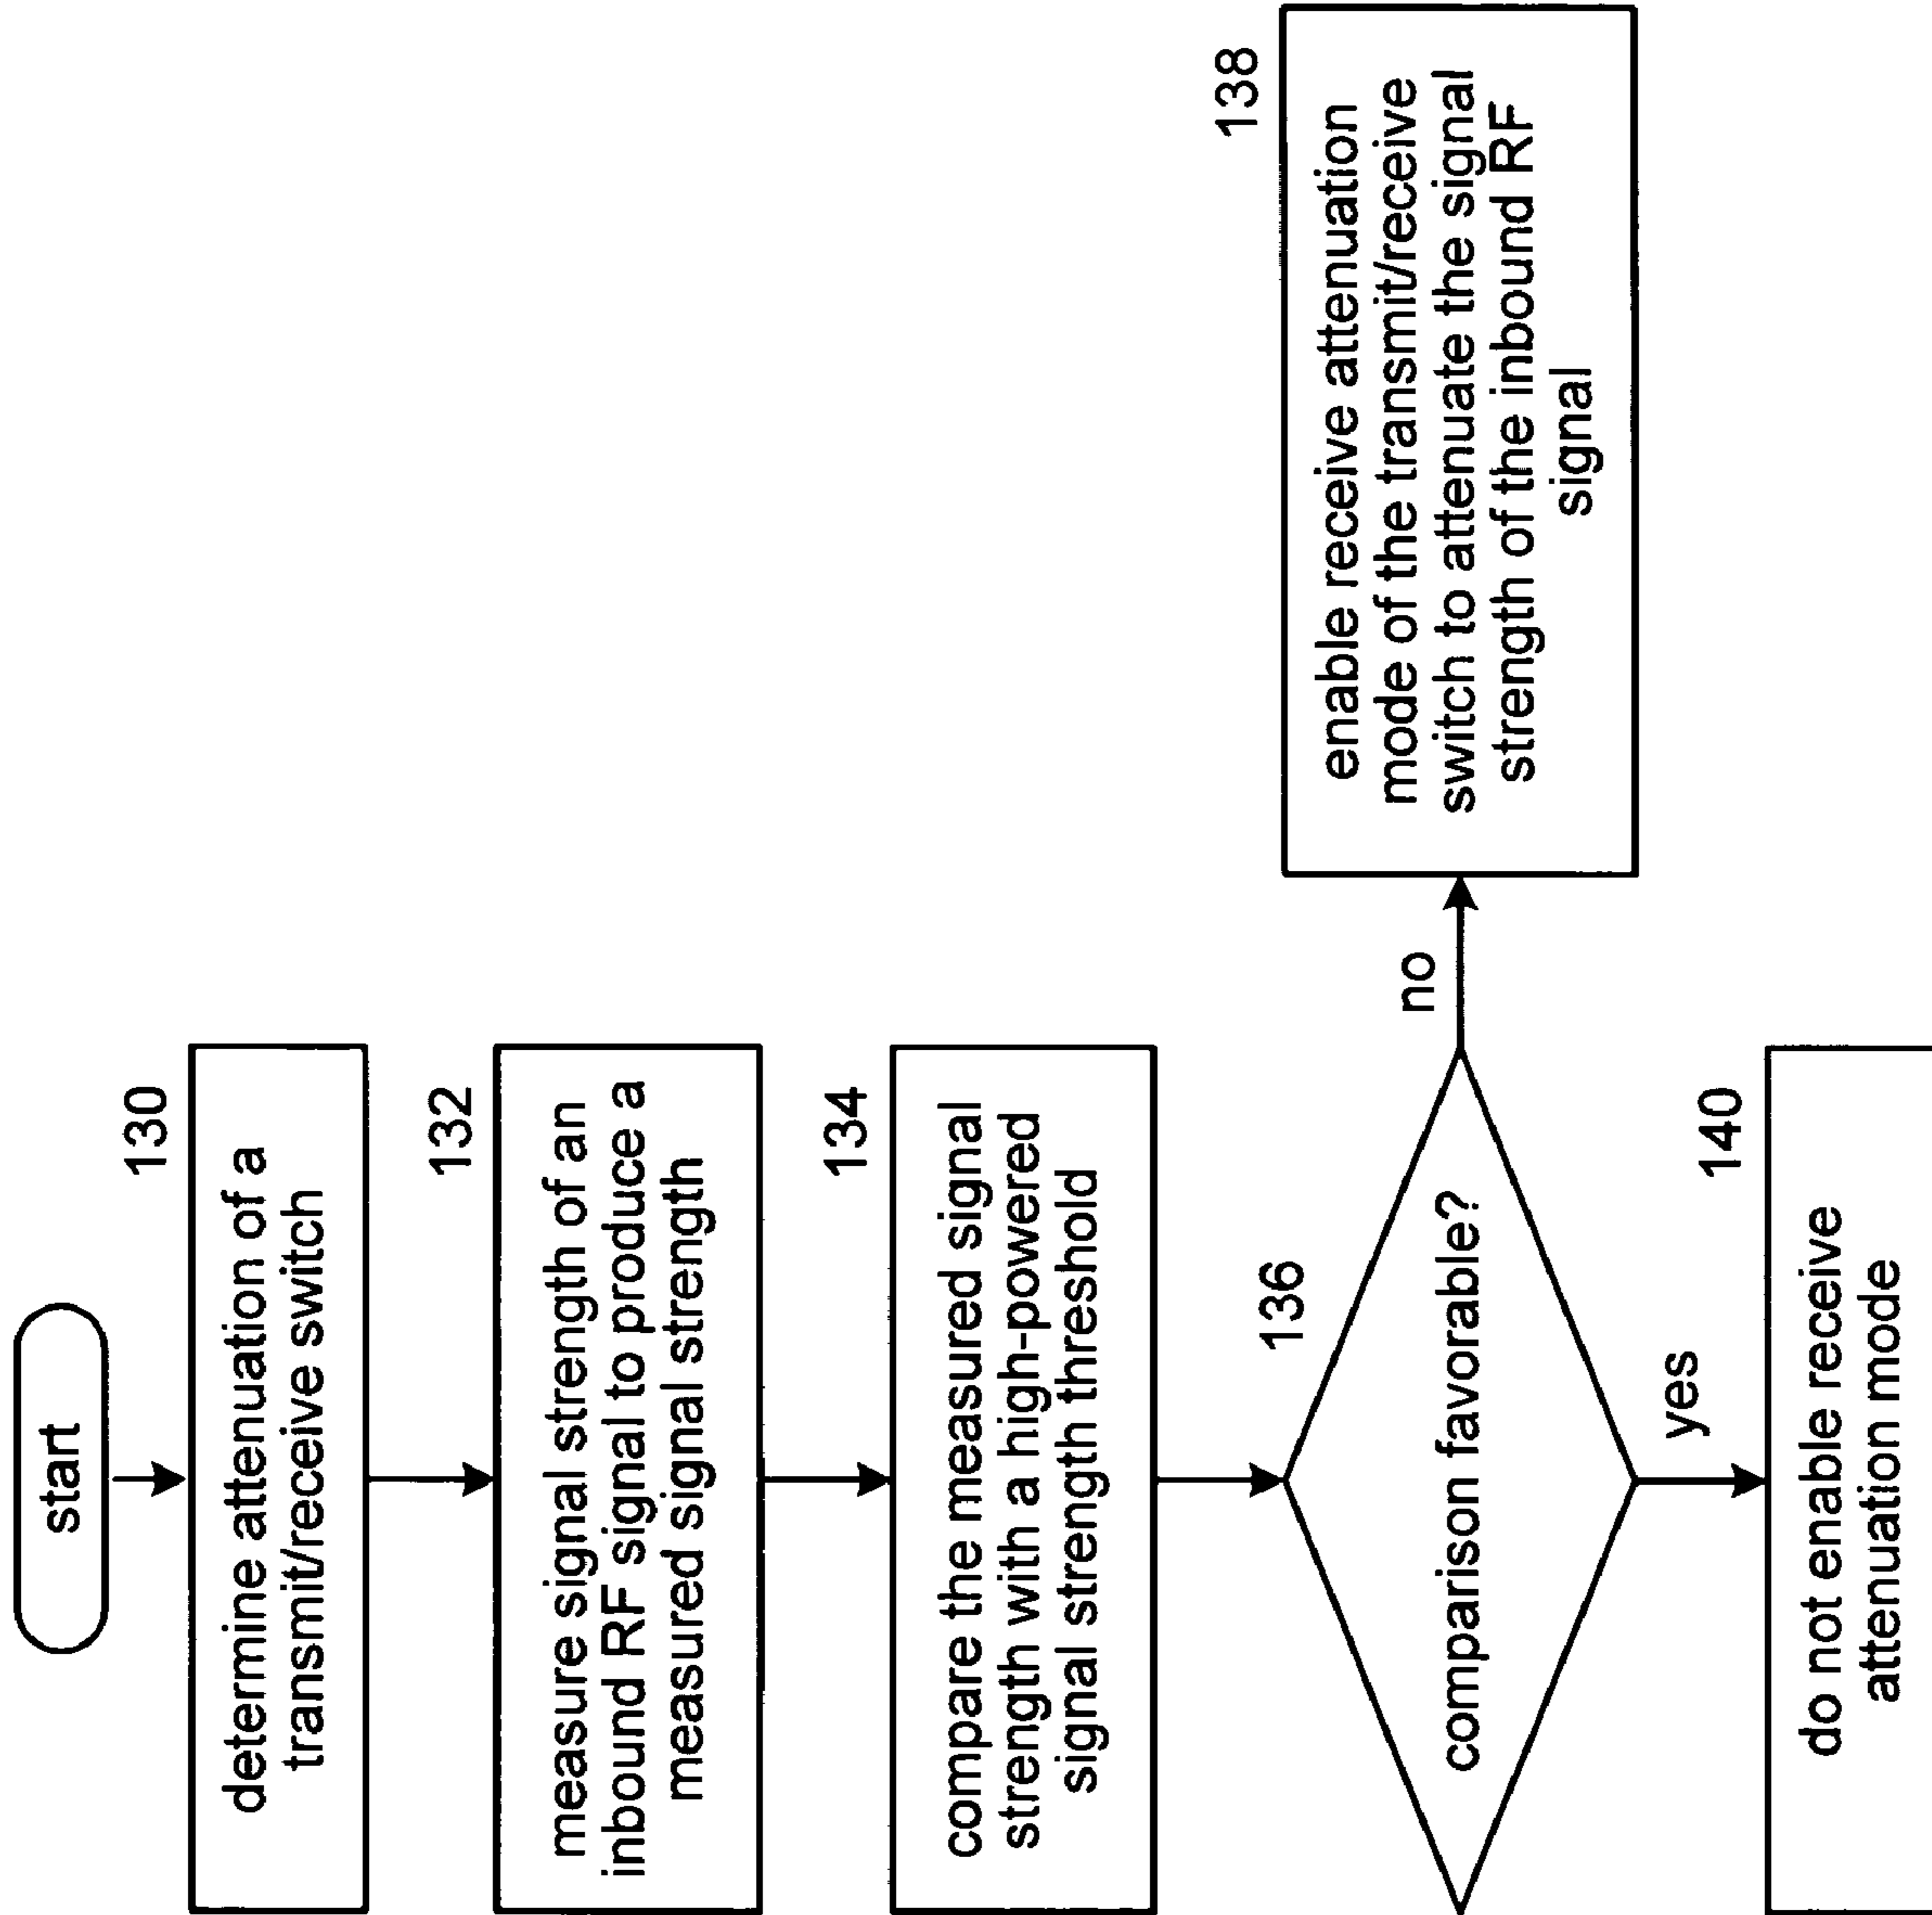 start
130
determine attenuation of a
transmit/receive switch
132
measure signal strength of an
inbound RF signal to produce a
measured signal strength
134
compare the measured signal
strength with a high-powered
signal strength threshold
136
comparison favorable?
no
138
enable receive attenuation
mode of the transmit/receive
switch to attenuate the signal
strength of the inbound RF
signal
yes
140
do not enable receive
attenuation mode